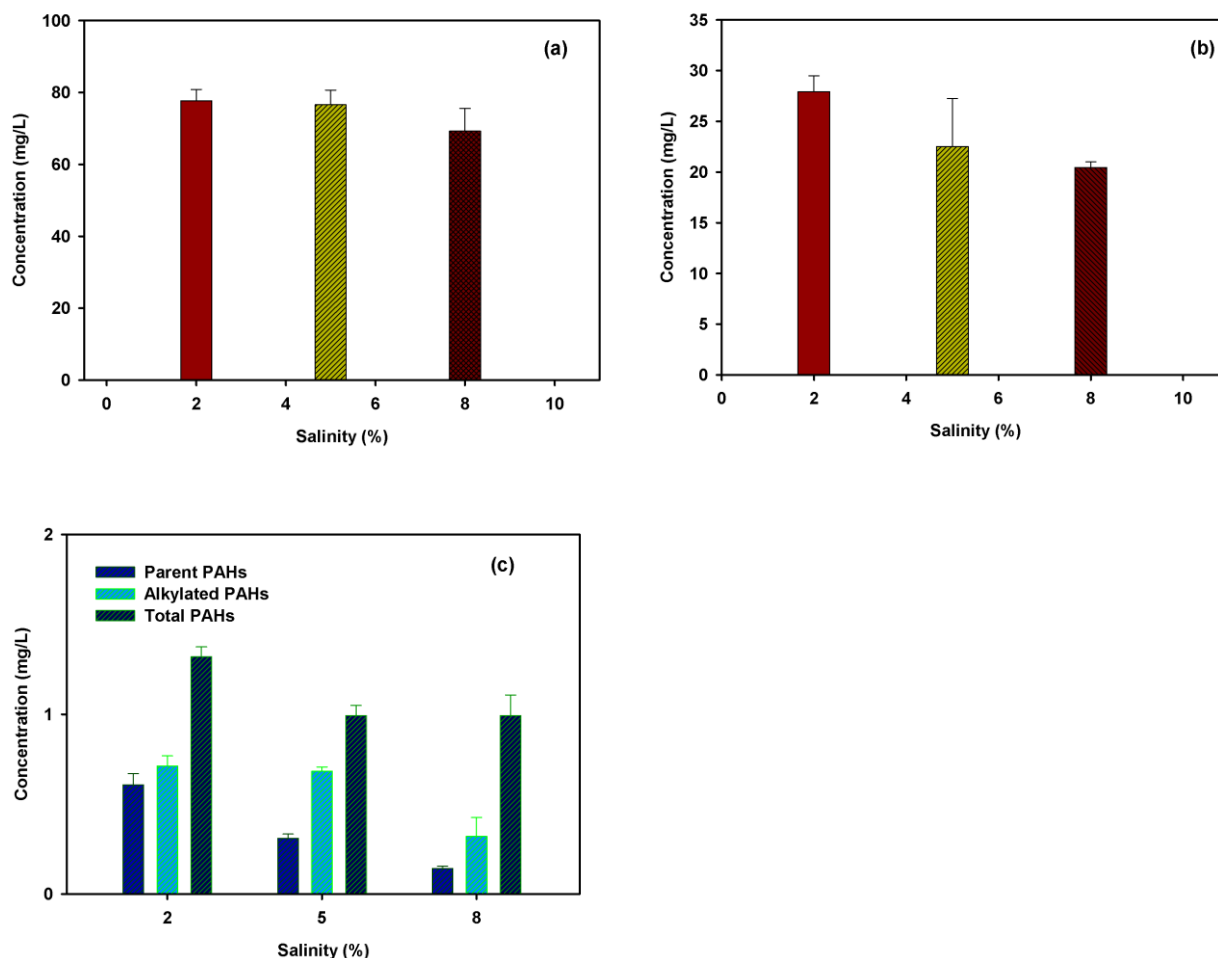 (a)
Concentration (mg/L)
100
80
60
40
20
0
0 2 4 6 8 10
Salinity (%)
(b)
Concentration (mg/L)
35
30
25
20
15
10
5
0
0 2 4 6 8 10
Salinity (%)
(c)
Concentration (mg/L)
2
1
0
Parent PAHs
Alkylated PAHs
Total PAHs
2 5 8
Salinity (%)